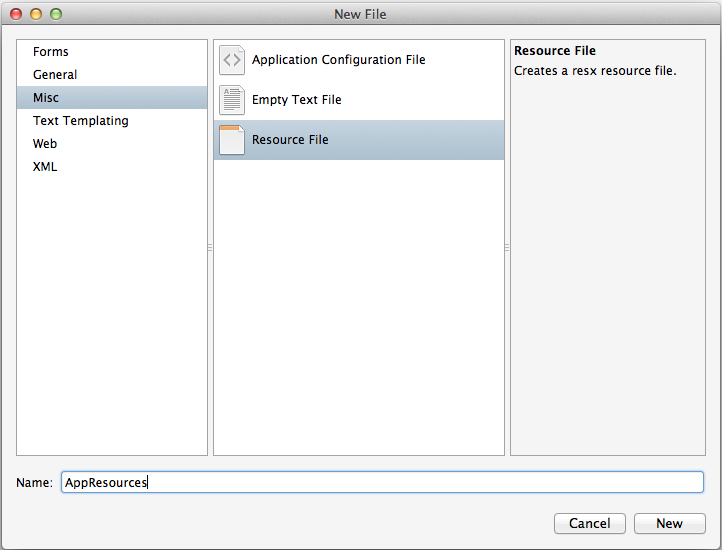 New File
Forms
General
Misc
Text Templating
Web
XML
Application Configuration File
Empty Text File
Resource File
Resource File
Creates a resx resource file.
Name: AppResources
Cancel New